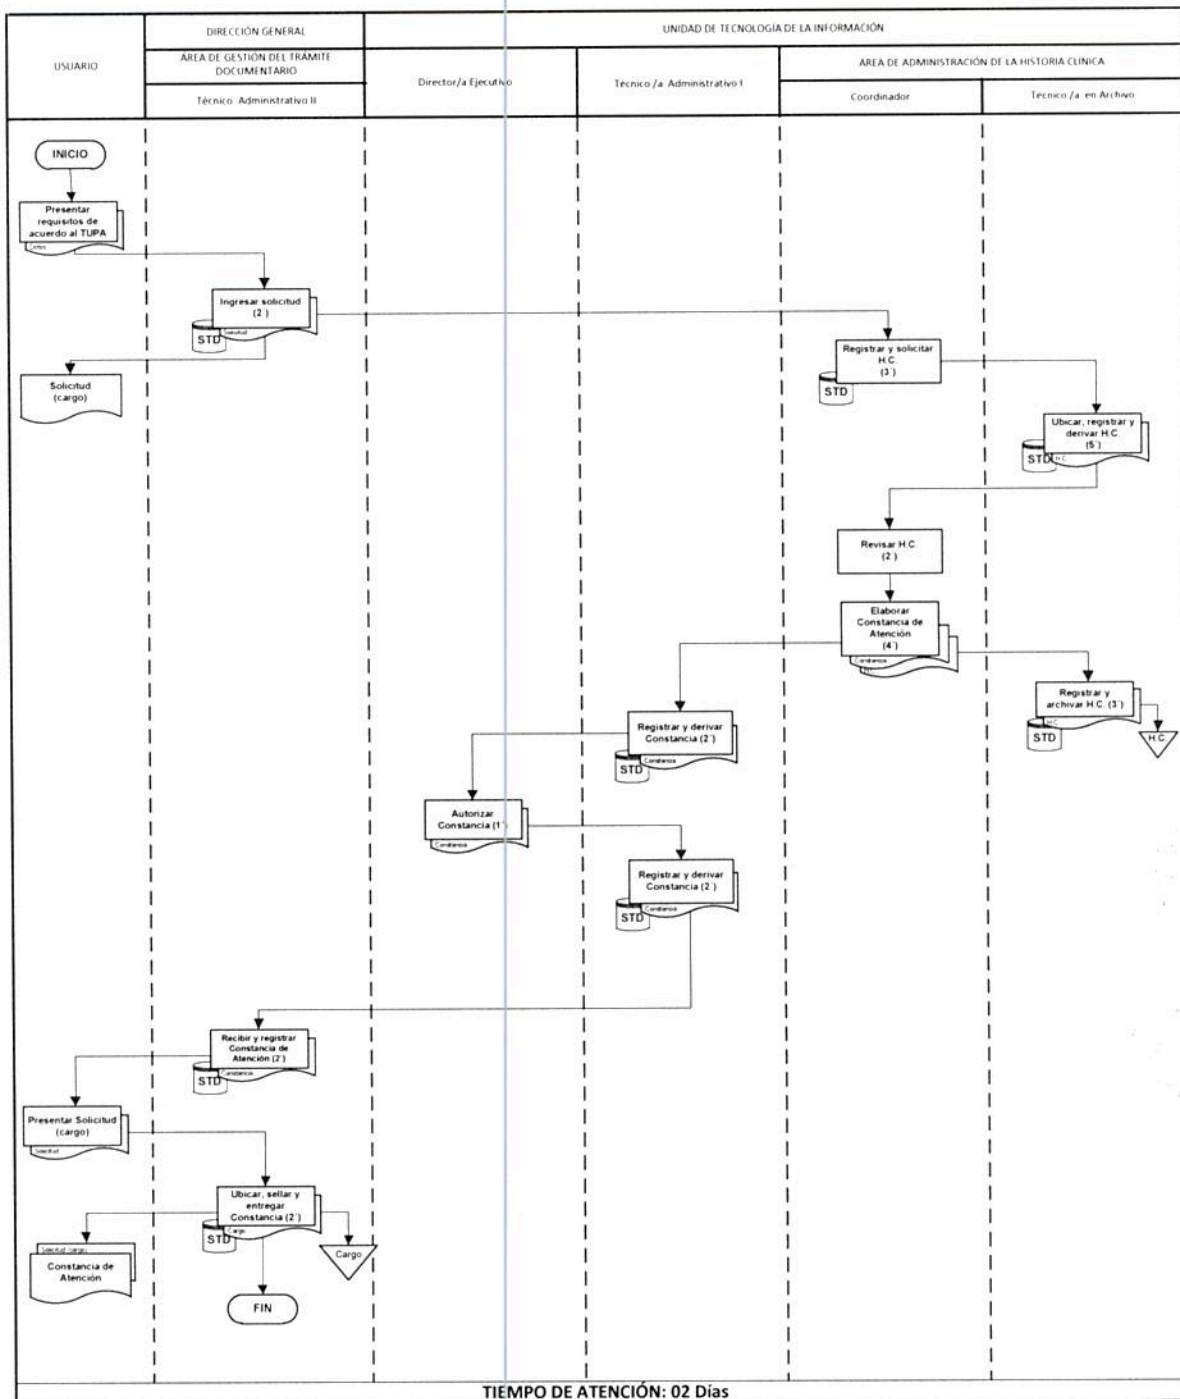 USUARIO
DIRECCIÓN GENERAL
ÁREA DE GESTIÓN DEL TRÁMITE
DOCUMENTARIO
Técnico Administrativo II
UNIDAD DE TECNOLOGÍA DE LA INFORMACIÓN
Director/a Ejecutivo
Técnico /a Administrativo I
ÁREA DE ADMINISTRACIÓN DE LA HISTORIA CLINICA
Coordinador
Técnico /a en Archivo
INICIO
Presentar
requisitos de
acuerdo al TUPA
Ingresar solicitud
(2´)
Solicitud
STD
Solicitud
(cargo)
Registrar y solicitar
H.C.
(3´)
STD
Ubicar, registrar y
derivar H.C.
(5´)
H.C.
STD
Revisar H.C.
(2´)
Elaborar
Constancia de
Atención
(4´)
Constancia
H.C.
Registrar y
archivar H.C. (3´)
H.C.
STD
H.C.
Registrar y derivar
Constancia (2´)
Constancia
STD
Autorizar
Constancia (1´)
Constancia
Registrar y derivar
Constancia (2´)
Constancia
STD
Recibir y registrar
Constancia de
Atención (2´)
Constancia
STD
Presentar Solicitud
(cargo)
Solicitud
Ubicar, sellar y
entregar
Constancia (2´)
Cargo
STD
Cargo
Solicitud (cargo)
Constancia de
Atención
FIN
TIEMPO DE ATENCIÓN: 02 Días